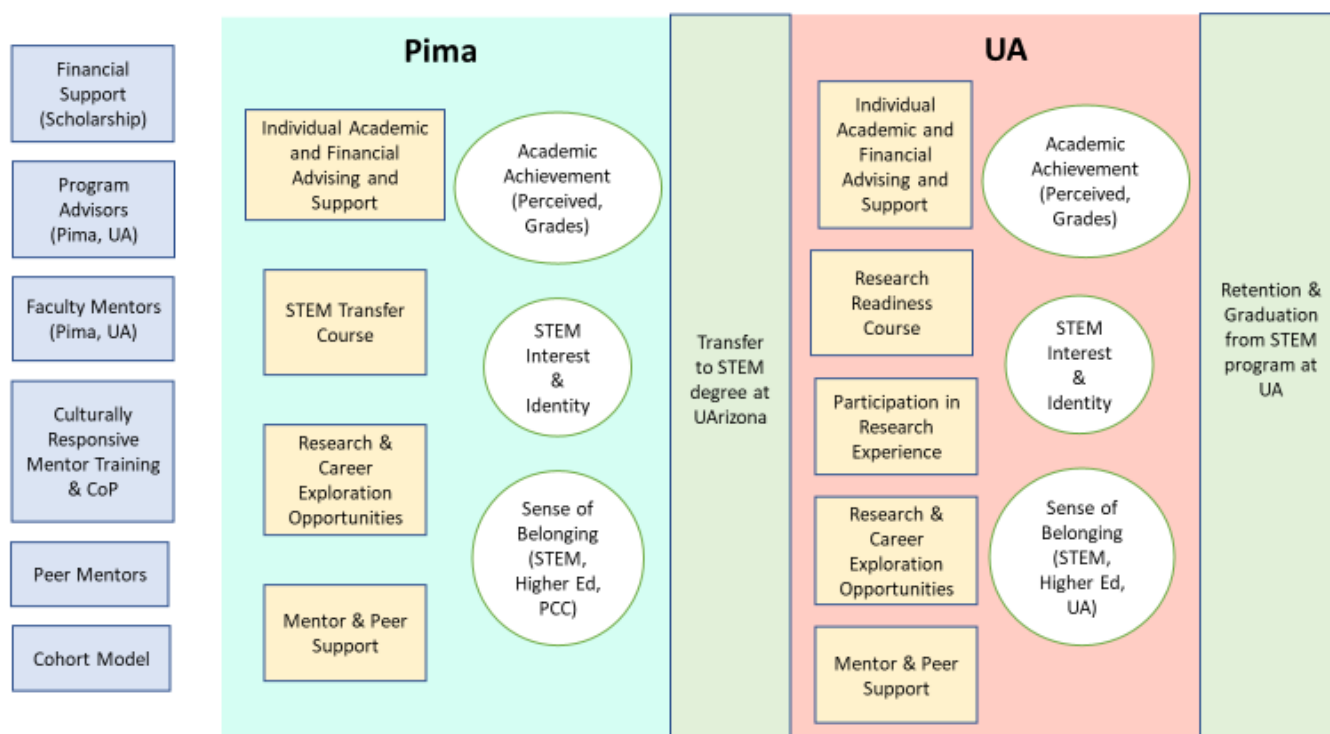 Financial
Support
(Scholarship)
Program
Advisors
(Pima, UA)
Faculty Mentors
(Pima, UA)
Culturally
Responsive
Mentor Training
& CoP
Peer Mentors
Cohort Model
Pima
Individual Academic
and Financial
Advising and
Support
STEM Transfer
Course
Research &
Career
Exploration
Opportunities
Mentor & Peer
Support
Academic
Achievement
(Perceived,
Grades)
STEM
Interest
&
Identity
Sense of
Belonging
(STEM,
Higher Ed,
PCC)
Transfer
to STEM
degree at
UArizona
UA
Individual
Academic and
Financial
Advising and
Support
Research
Readiness
Course
Participation in
Research
Experience
Research &
Career
Exploration
Opportunities
Mentor & Peer
Support
Academic
Achievement
(Perceived,
Grades)
STEM
Interest
&
Identity
Sense of
Belonging
(STEM,
Higher Ed,
UA)
Retention &
Graduation
from STEM
program at
UA